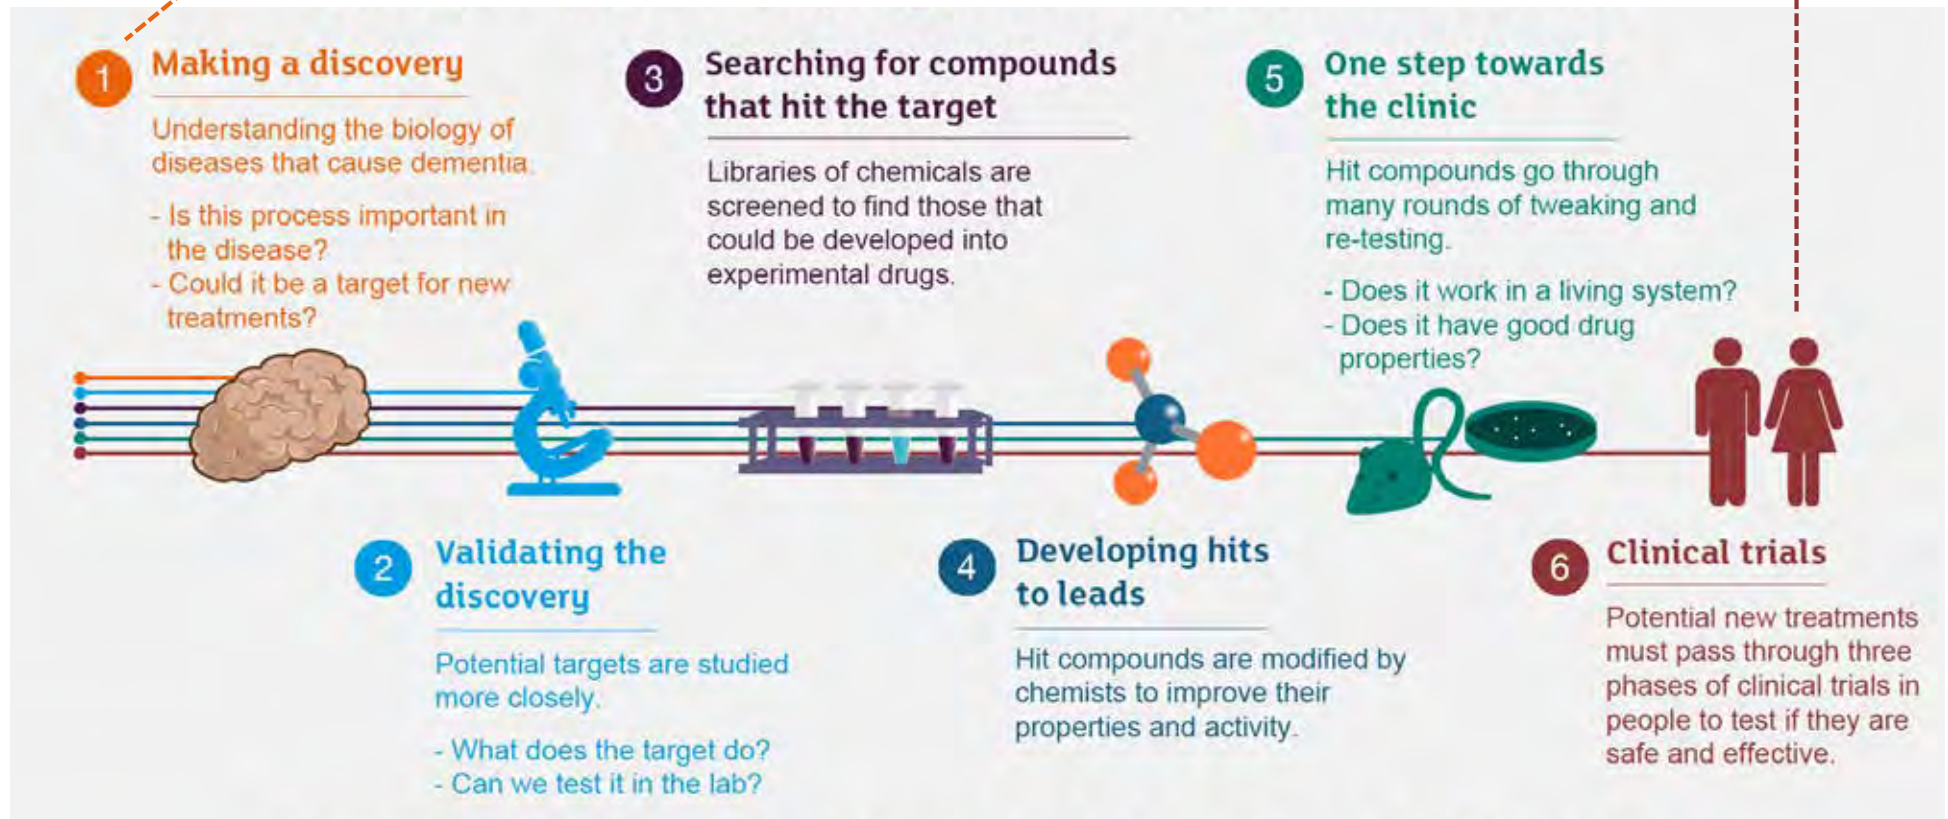 1
Making a discovery
Understanding the biology of
diseases that cause dementia.
- Is this process important in
the disease?
- Could it be a target for new
treatments?
2
Validating the
discovery
Potential targets are studied
more closely.
- What does the target do?
- Can we test it in the lab?
3
Searching for compounds
that hit the target
Libraries of chemicals are
screened to find those that
could be developed into
experimental drugs.
4
Developing hits
to leads
Hit compounds are modified by
chemists to improve their
properties and activity.
5
One step towards
the clinic
Hit compounds go through
many rounds of tweaking and
re-testing.
- Does it work in a living system?
- Does it have good drug
properties?
6
Clinical trials
Potential new treatments
must pass through three
phases of clinical trials in
people to test if they are
safe and effective.